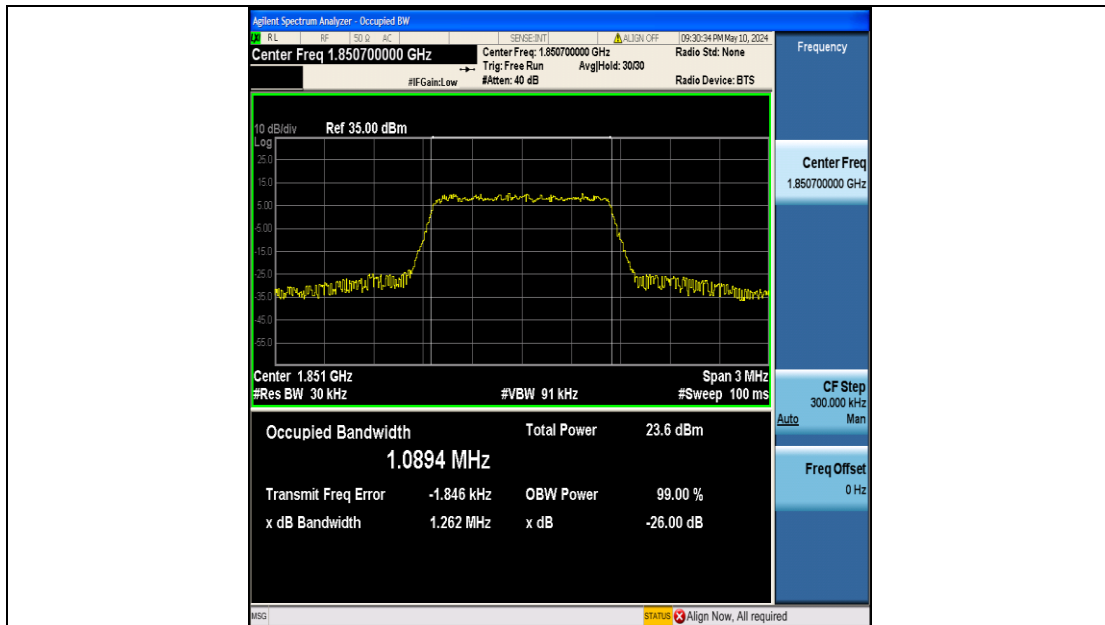 Agilent Spectrum Analyzer - Occupied BW
RL RF 50 Ω AC SENSE:INT ALIGN OFF 09:30:34 PM May 10, 2024
Center Freq 1.850700000 GHz
Center Freq: 1.850700000 GHz
Radio Std: None
Trig: Free Run Avg|Hold: 30/30
#IFGain:Low #Atten: 40 dB Radio Device: BTS
Frequency
10 dB/div Ref 35.00 dBm
Log
25.0
15.0
5.00
-5.00
-15.0
-25.0
-35.0
-45.0
-55.0
Center 1.851 GHz Span 3 MHz
#Res BW 30 kHz #VBW 91 kHz #Sweep 100 ms
Occupied Bandwidth Total Power 23.6 dBm
1.0894 MHz
Transmit Freq Error -1.846 kHz OBW Power 99.00 %
x dB Bandwidth 1.262 MHz x dB -26.00 dB
Center Freq
1.850700000 GHz
CF Step
300.000 kHz
Auto Man
Freq Offset
0 Hz
MSG STATUS Align Now, All required